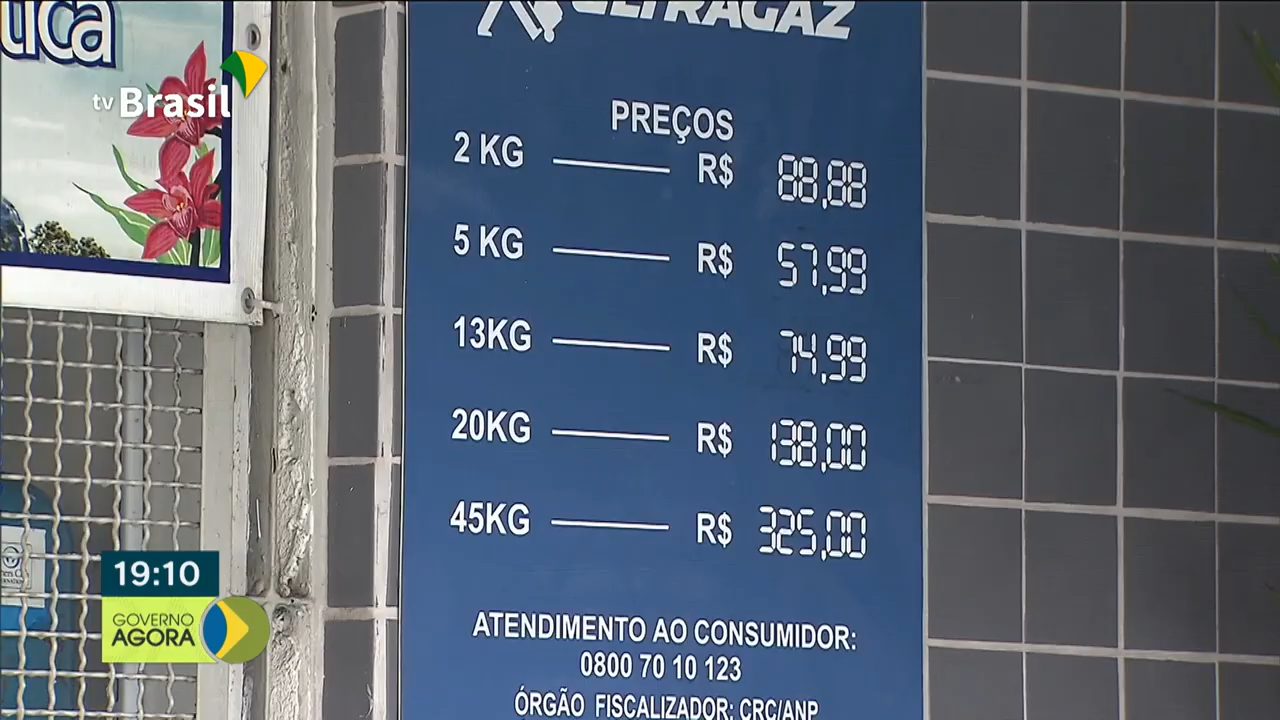 tica
tv Brasil
ULTRAGAZ
PREÇOS
2 KG R$ 88,88
5 KG R$ 57,99
13KG R$ 74,99
20KG R$ 138,00
45KG R$ 325,00
ATENDIMENTO AO CONSUMIDOR:
0800 70 10 123
ÓRGÃO FISCALIZADOR: CRC/ANP
19:10
GOVERNO
AGORA